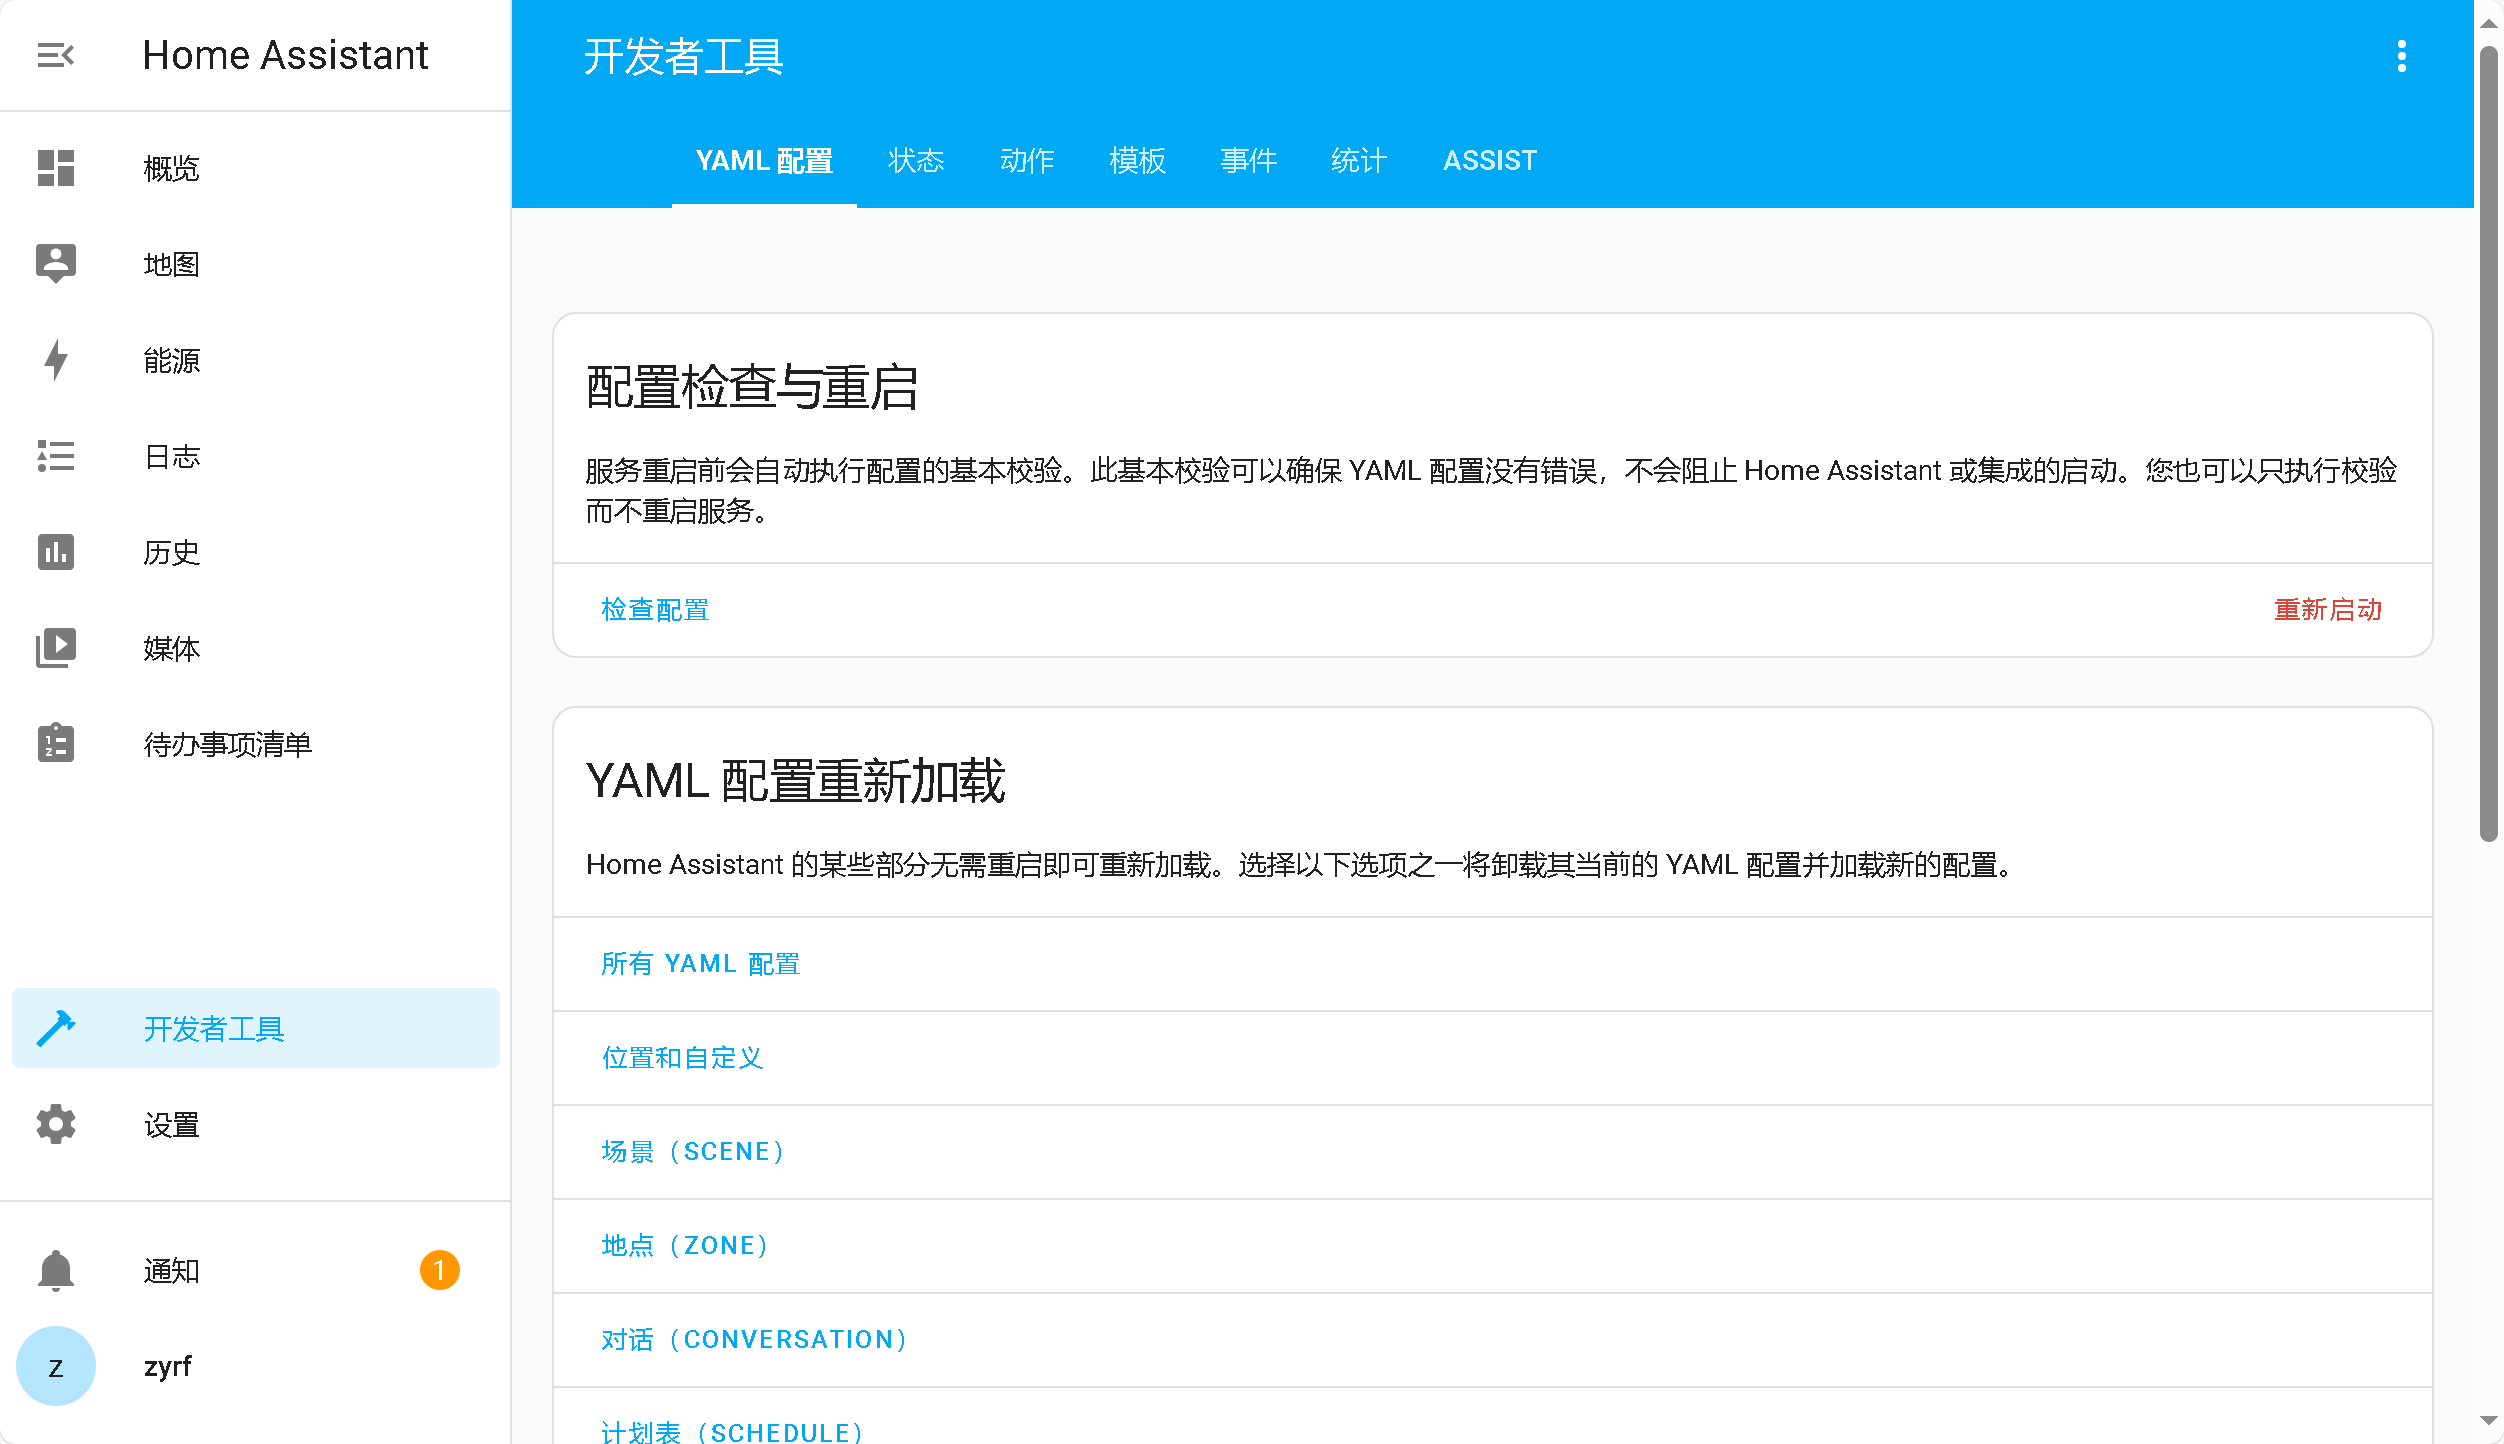 Home Assistant
概览
地图
能源
日志
历史
媒体
待办事项清单
开发者工具
设置
通知
1
z
zyrf
开发者工具
YAML 配置
状态
动作
模板
事件
统计
ASSIST
配置检查与重启
服务重启前会自动执行配置的基本校验。此基本校验可以确保 YAML 配置没有错误，不会阻止 Home Assistant 或集成的启动。您也可以只执行校验
而不重启服务。
检查配置
重新启动
YAML 配置重新加载
Home Assistant 的某些部分无需重启即可重新加载。选择以下选项之一将卸载其当前的 YAML 配置并加载新的配置。
所有 YAML 配置
位置和自定义
场景（SCENE）
地点（ZONE）
对话（CONVERSATION）
计划表（SCHEDULE）